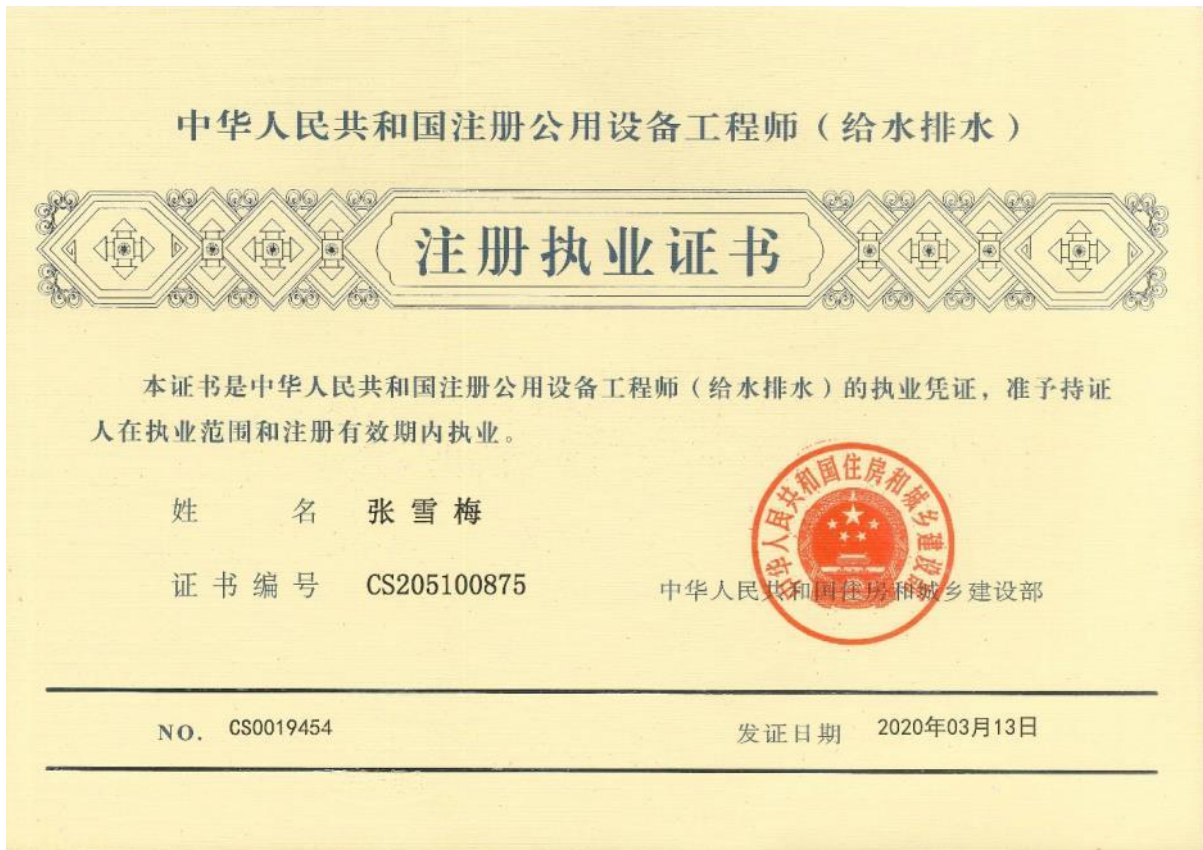 中华人民共和国注册公用设备工程师（给水排水）
注册执业证书
本证书是中华人民共和国注册公用设备工程师（给水排水）的执业凭证，准予持证
人在执业范围和注册有效期内执业。
姓 名 张雪梅
证书编号 CS205100875
中华人民共和国住房和城乡建设部
中华人民共和国住房和城乡建设部
NO. CS0019454
发证日期 2020年03月13日